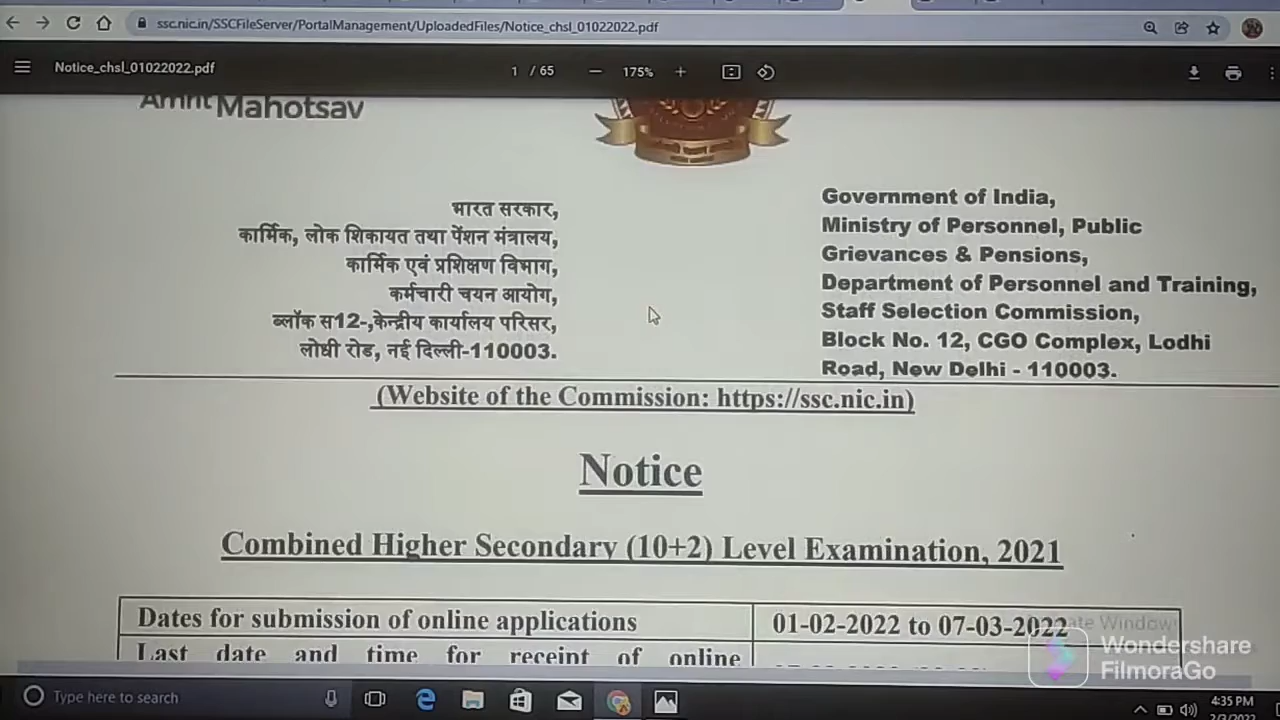 ssc.nic.in/SSCFileServer/PortalManagement/UploadedFiles/Notice_chsl_01022022.pdf
Notice_chsl_01022022.pdf
1 / 65
175%
Amrit Mahotsav
भारत सरकार,
कार्मिक, लोक शिकायत तथा पेंशन मंत्रालय,
कार्मिक एवं प्रशिक्षण विभाग,
कर्मचारी चयन आयोग,
ब्लॉक स12-,केन्द्रीय कार्यालय परिसर,
लोधी रोड, नई दिल्ली-110003.
Government of India,
Ministry of Personnel, Public
Grievances & Pensions,
Department of Personnel and Training,
Staff Selection Commission,
Block No. 12, CGO Complex, Lodhi
Road, New Delhi - 110003.
(Website of the Commission: https://ssc.nic.in)
Notice
Combined Higher Secondary (10+2) Level Examination, 2021
Dates for submission of online applications
01-02-2022 to 07-03-2022
Last date and time for receipt of online
Windows
Wondershare
FilmoraGo
Type here to search
4:35 PM
2/3/2022